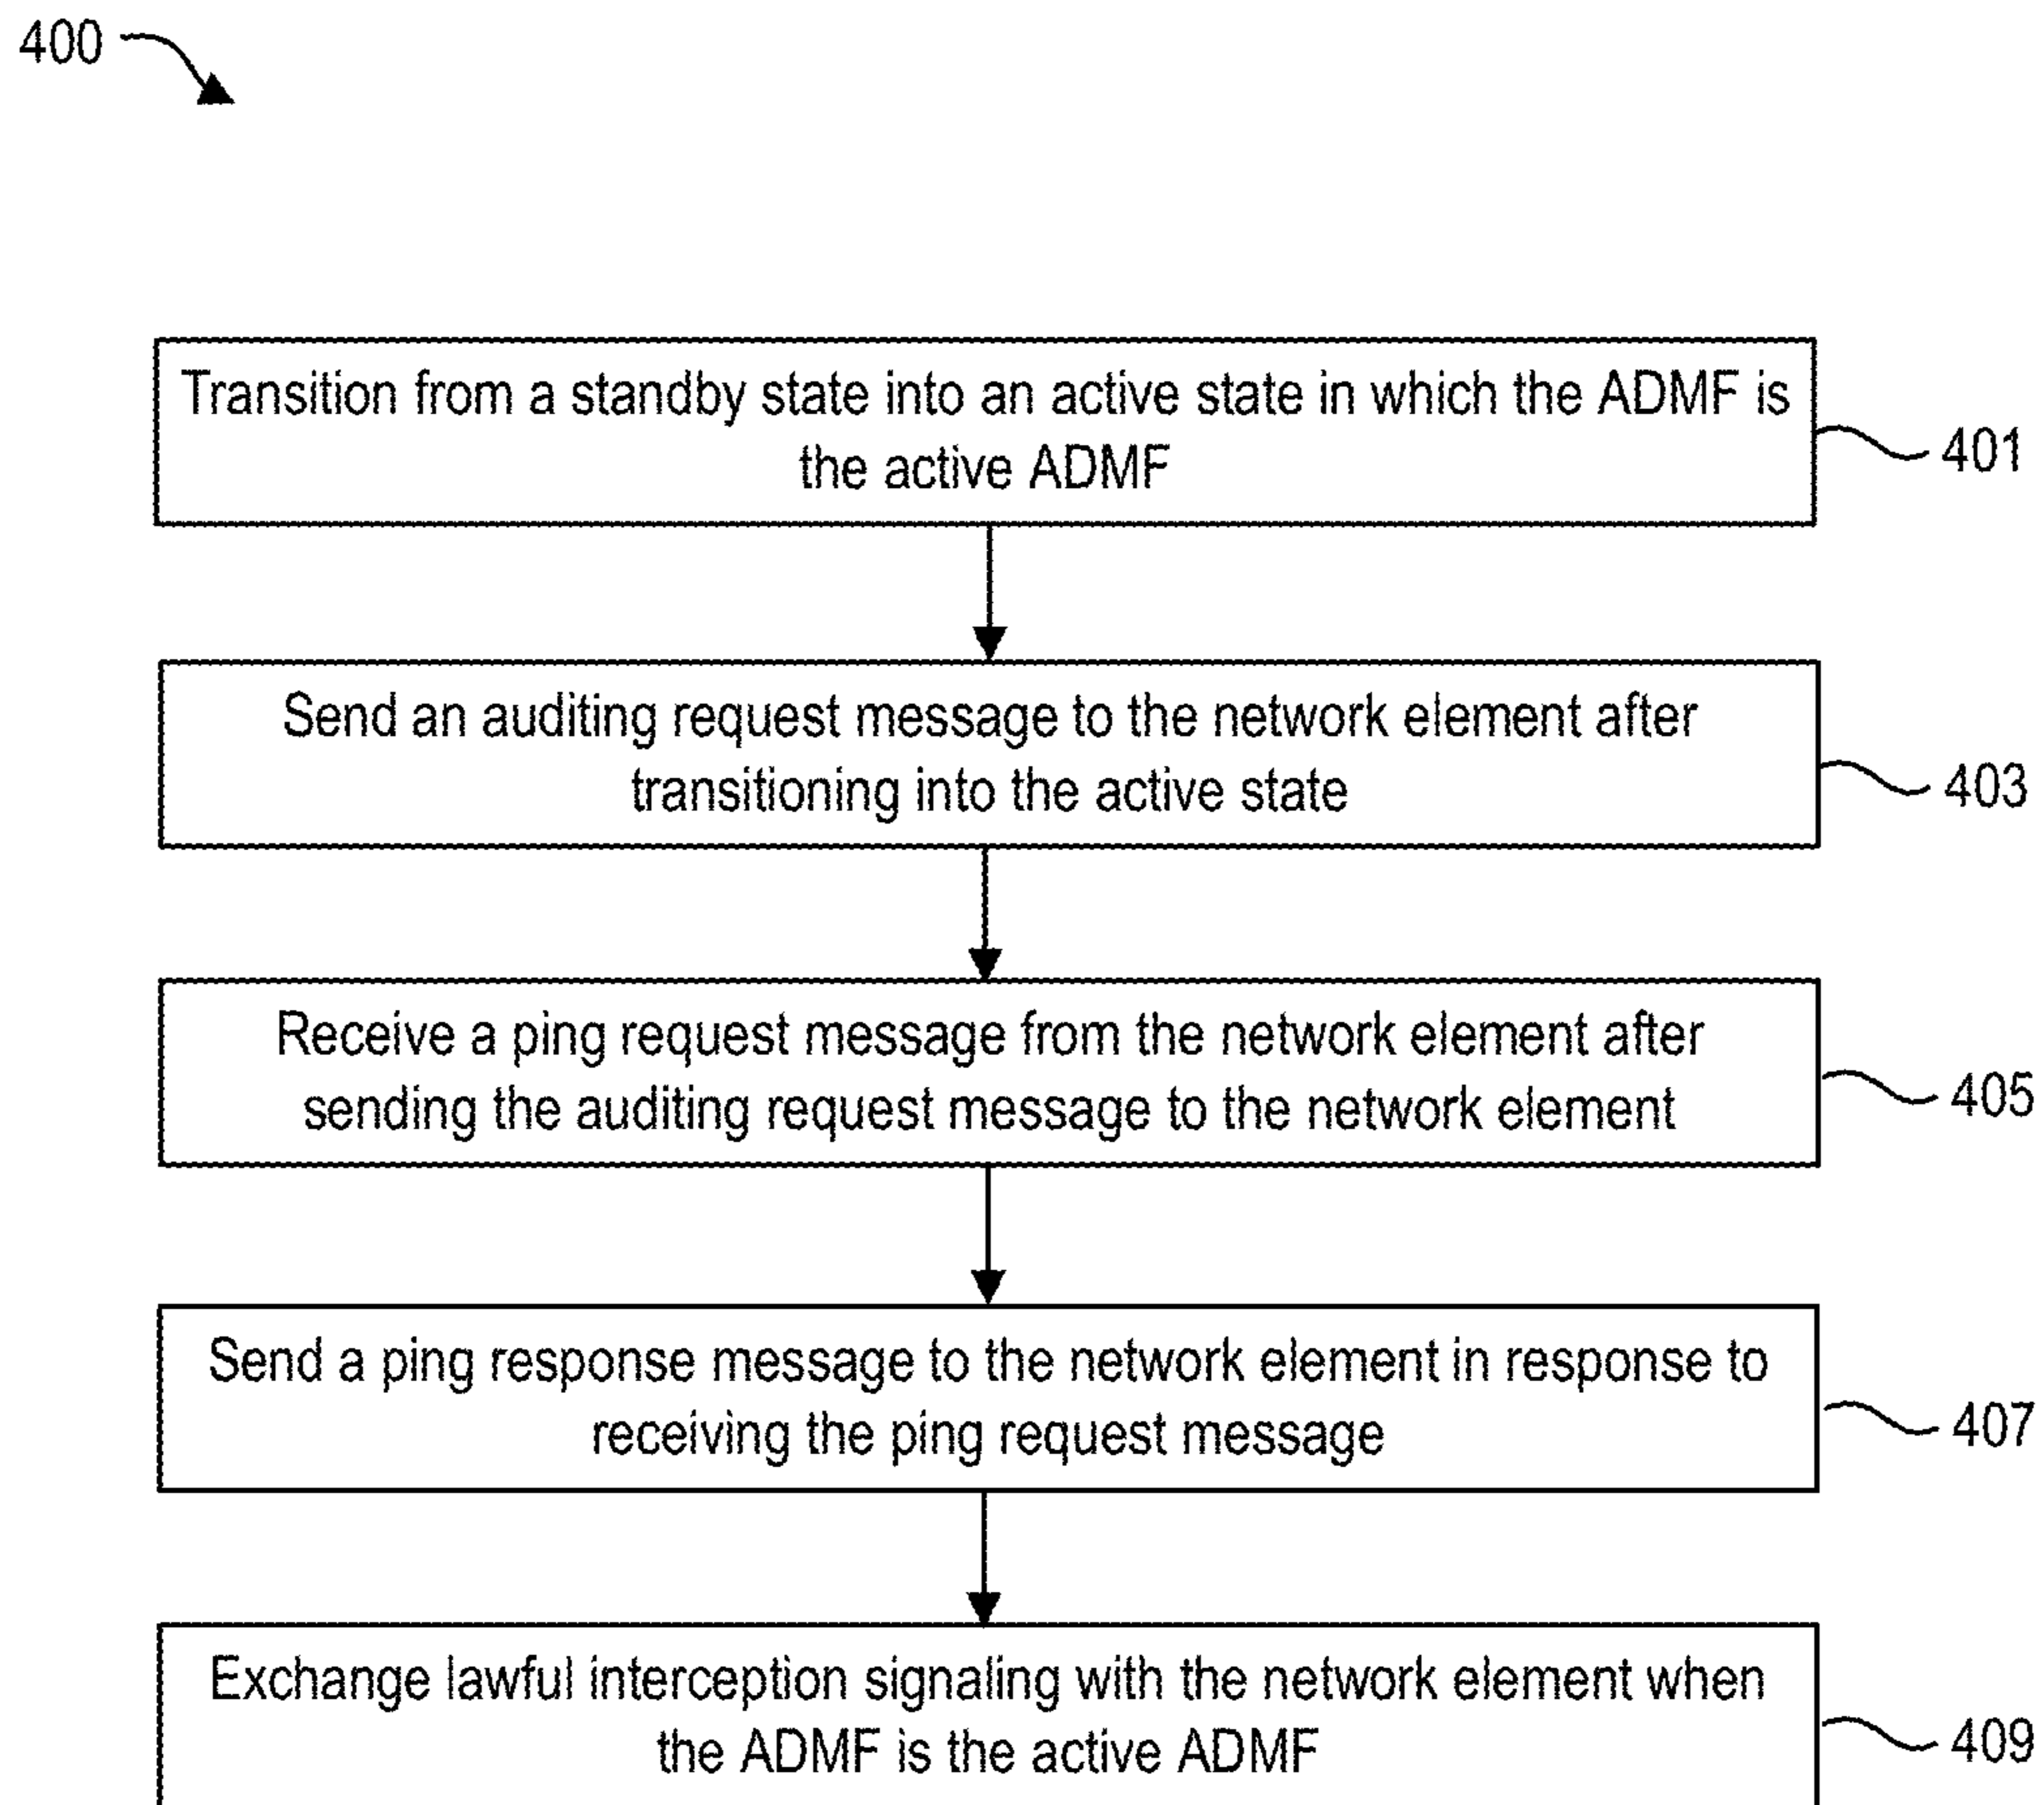 400
Transition from a standby state into an active state in which the ADMF is
the active ADMF
401
Send an auditing request message to the network element after
transitioning into the active state
403
Receive a ping request message from the network element after
sending the auditing request message to the network element
405
Send a ping response message to the network element in response to
receiving the ping request message
407
Exchange lawful interception signaling with the network element when
the ADMF is the active ADMF
409